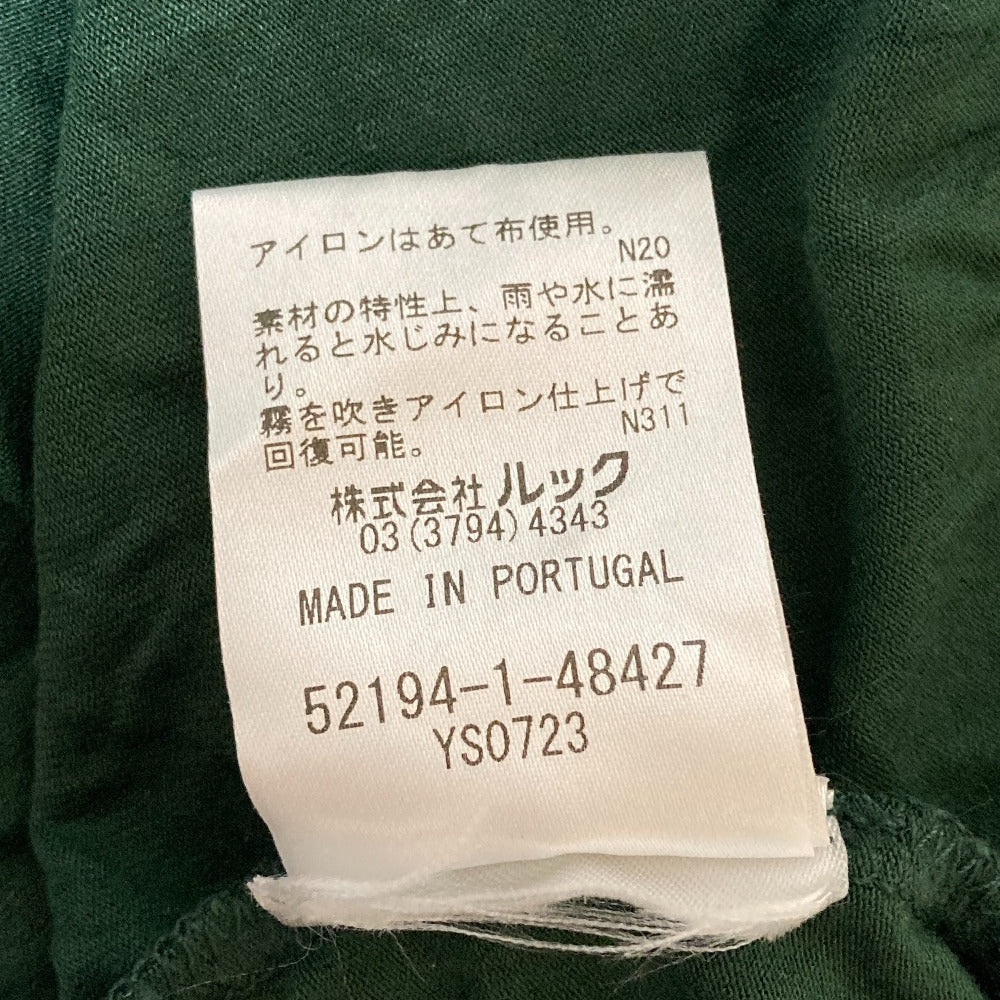 アイロンはあて布使用。
N20
素材の特性上、雨や水に濡
れると水じみになることあ
り。
霧を吹きアイロン仕上げで
回復可能。
N311
株式会社ルック
03(3794)4343
MADE IN PORTUGAL
52194-1-48427
YS0723